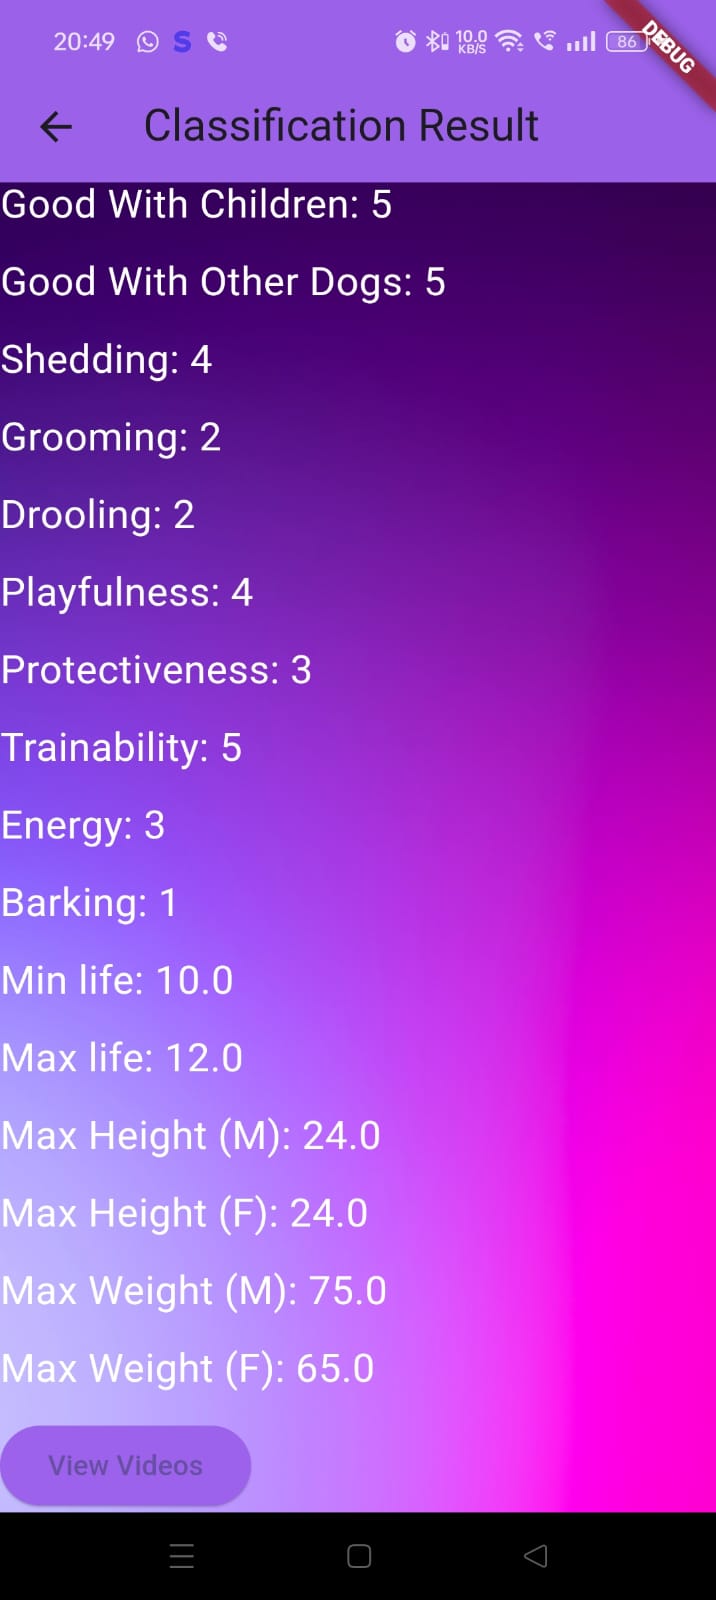 20:49 S 10.0 KB/S 86 DEBUG
Classification Result
Good With Children: 5
Good With Other Dogs: 5
Shedding: 4
Grooming: 2
Drooling: 2
Playfulness: 4
Protectiveness: 3
Trainability: 5
Energy: 3
Barking: 1
Min life: 10.0
Max life: 12.0
Max Height (M): 24.0
Max Height (F): 24.0
Max Weight (M): 75.0
Max Weight (F): 65.0
View Videos